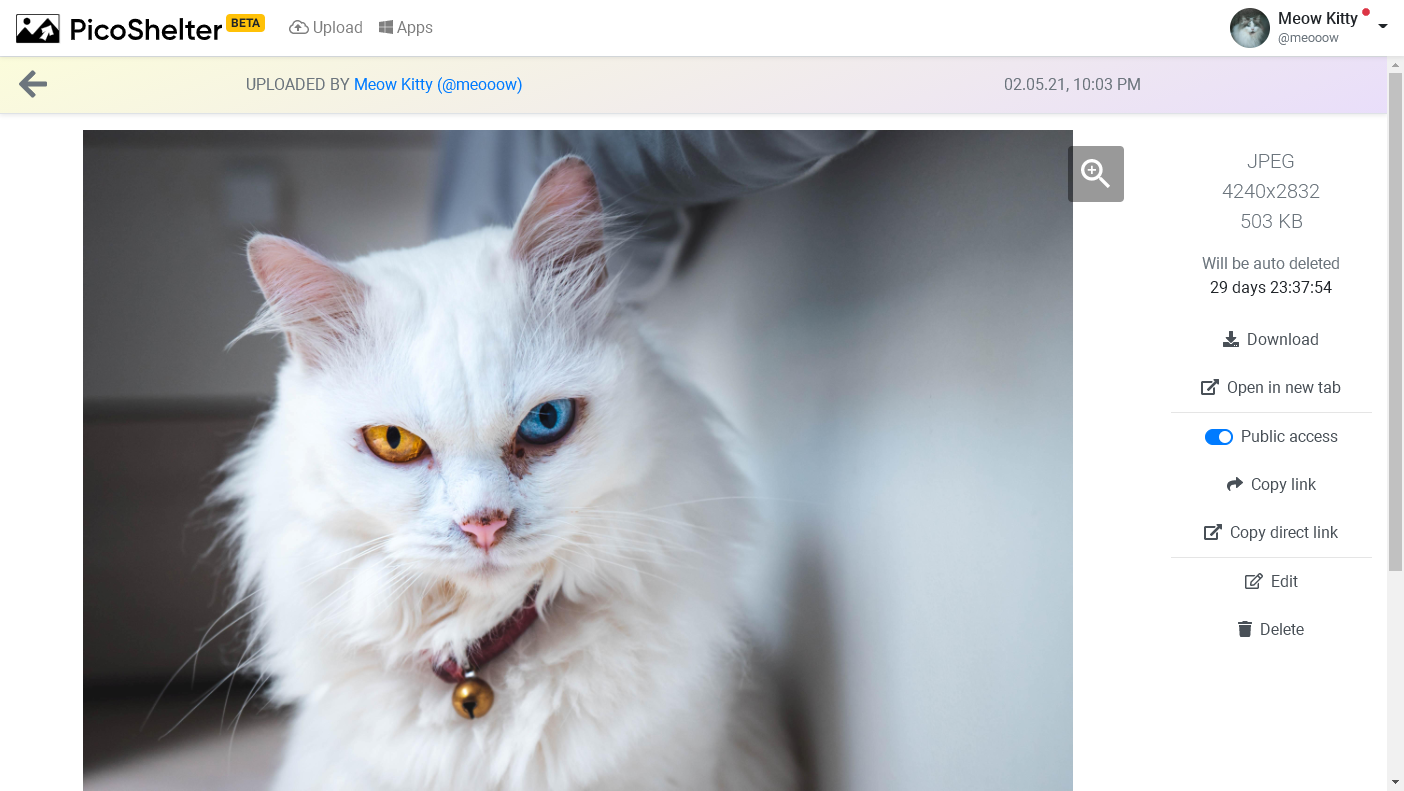 PicoShelter BETA Upload Apps
Meow Kitty
@meooow
UPLOADED BY Meow Kitty (@meooow) 02.05.21, 10:03 PM
JPEG
4240x2832
503 KB
Will be auto deleted
29 days 23:37:54
Download
Open in new tab
Public access
Copy link
Copy direct link
Edit
Delete